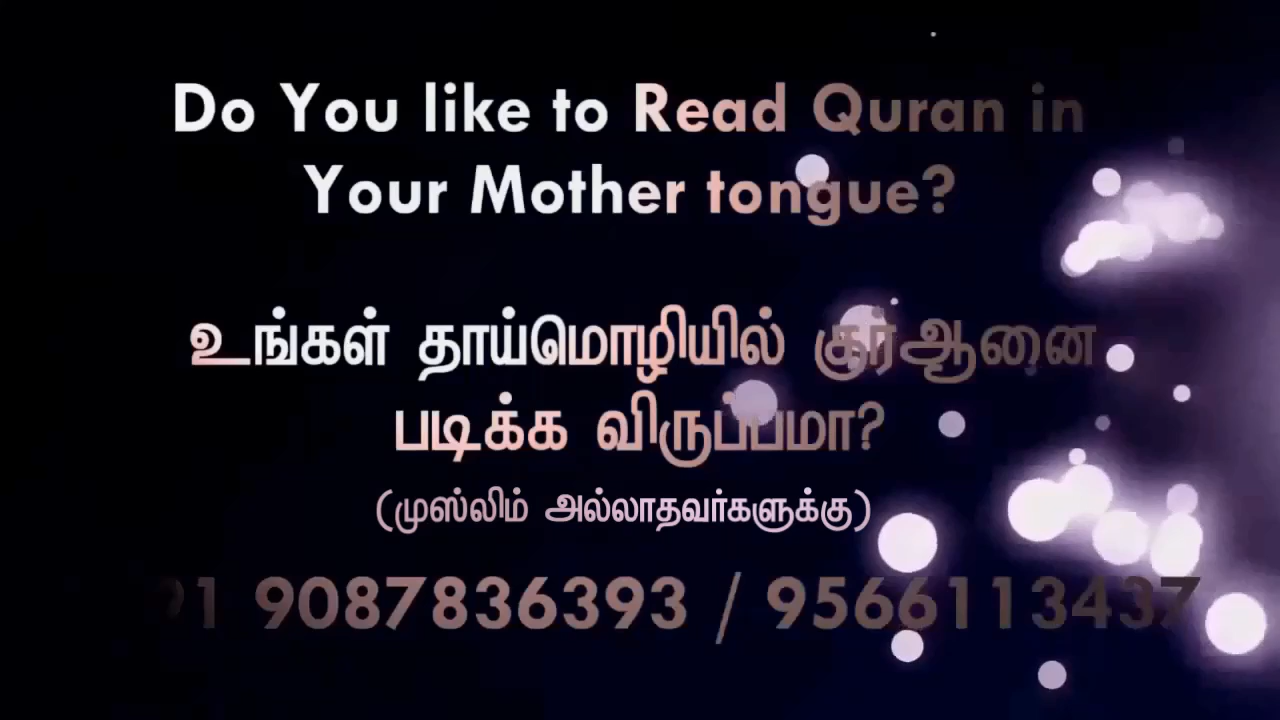 Do You like to Read Quran in
Your Mother tongue?
உங்கள் தாய்மொழியில் குர்ஆனை
படிக்க விருப்பமா?
(முஸ்லிம் அல்லாதவர்களுக்கு)
91 9087836393 / 9566113437